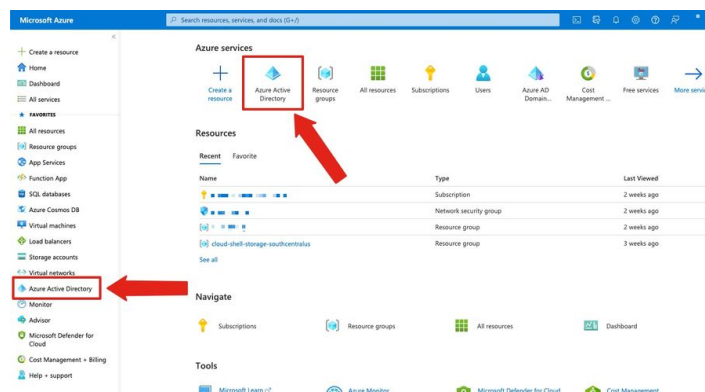 Microsoft Azure
Search resources, services, and docs (G+/)
Create a resource
Home
Dashboard
All services
FAVORITES
All resources
Resource groups
App Services
Function App
SQL databases
Azure Cosmos DB
Virtual machines
Load balancers
Storage accounts
Virtual networks
Azure Active Directory
Monitor
Advisor
Microsoft Defender for
Cloud
Cost Management + Billing
Help + support
Azure services
Create a
resource
Azure Active
Directory
Resource
groups
All resources
Subscriptions
Users
Azure AD
Domain...
Cost
Management ...
Free services
More servi
Resources
Recent Favorite
Name Type Last Viewed
Subscription 2 weeks ago
Network security group 2 weeks ago
Resource group 2 weeks ago
cloud-shell-storage-southcentralus Resource group 3 weeks ago
See all
Navigate
Subscriptions Resource groups All resources Dashboard
Tools
Microsoft Learn Azure Monitor Microsoft Defender for Cloud Cost Management